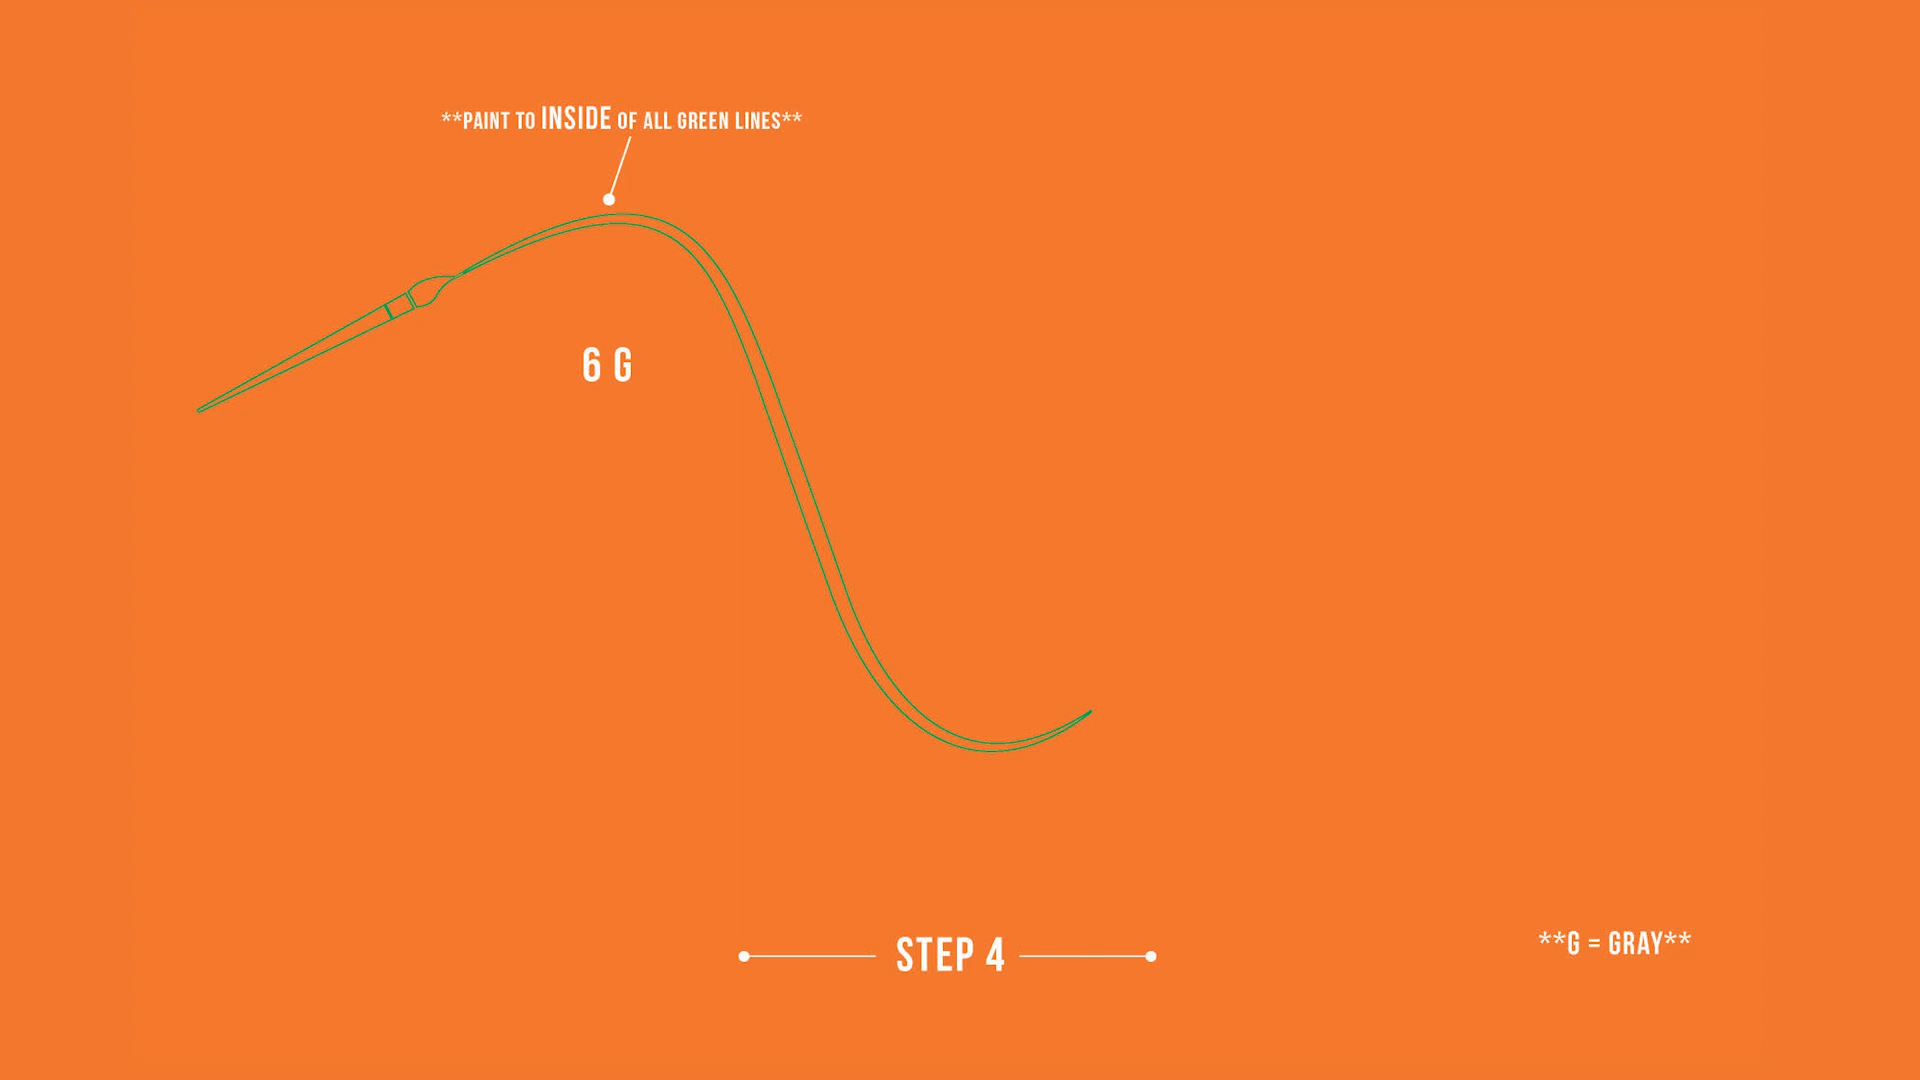 **PAINT TO INSIDE OF ALL GREEN LINES**
6 G
STEP 4
**G = GRAY**